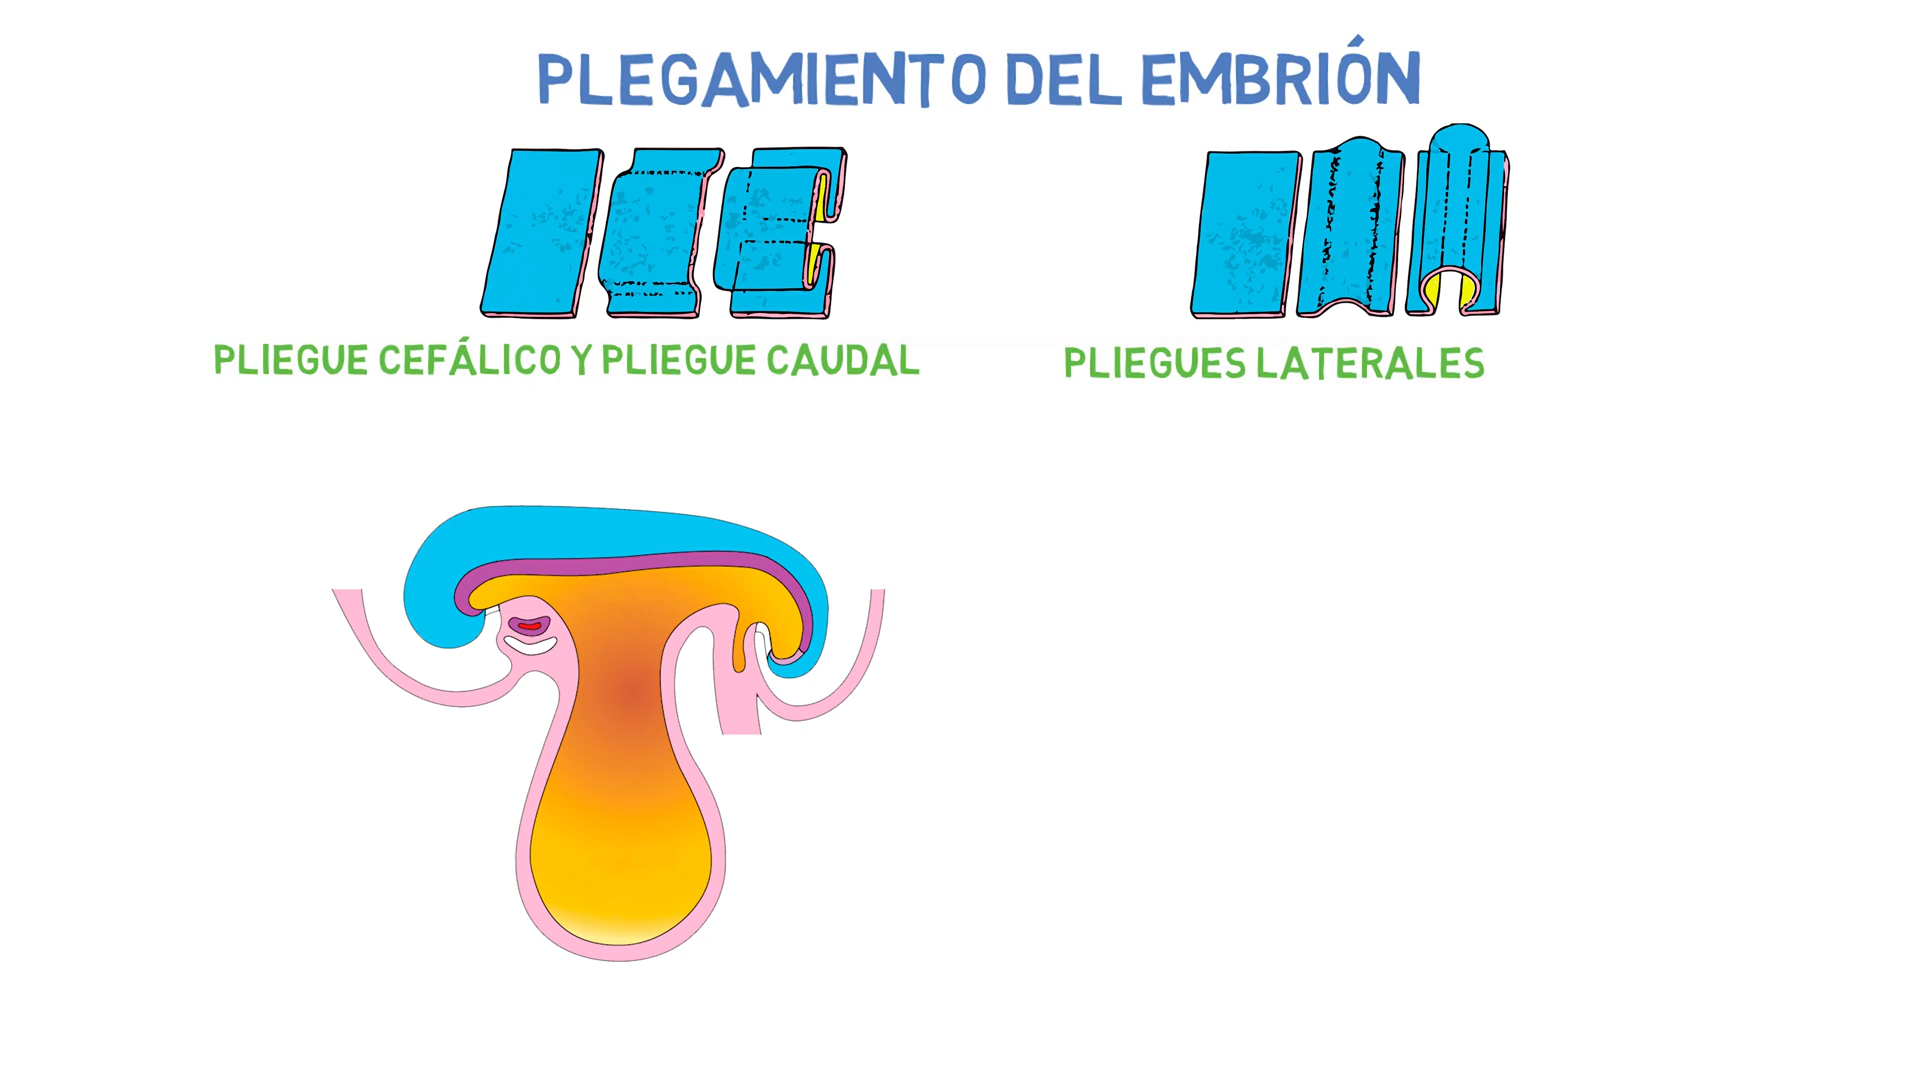 PLEGAMIENTO DEL EMBRIÓN
PLIEGUE CEFÁLICO Y PLIEGUE CAUDAL
PLIEGUES LATERALES